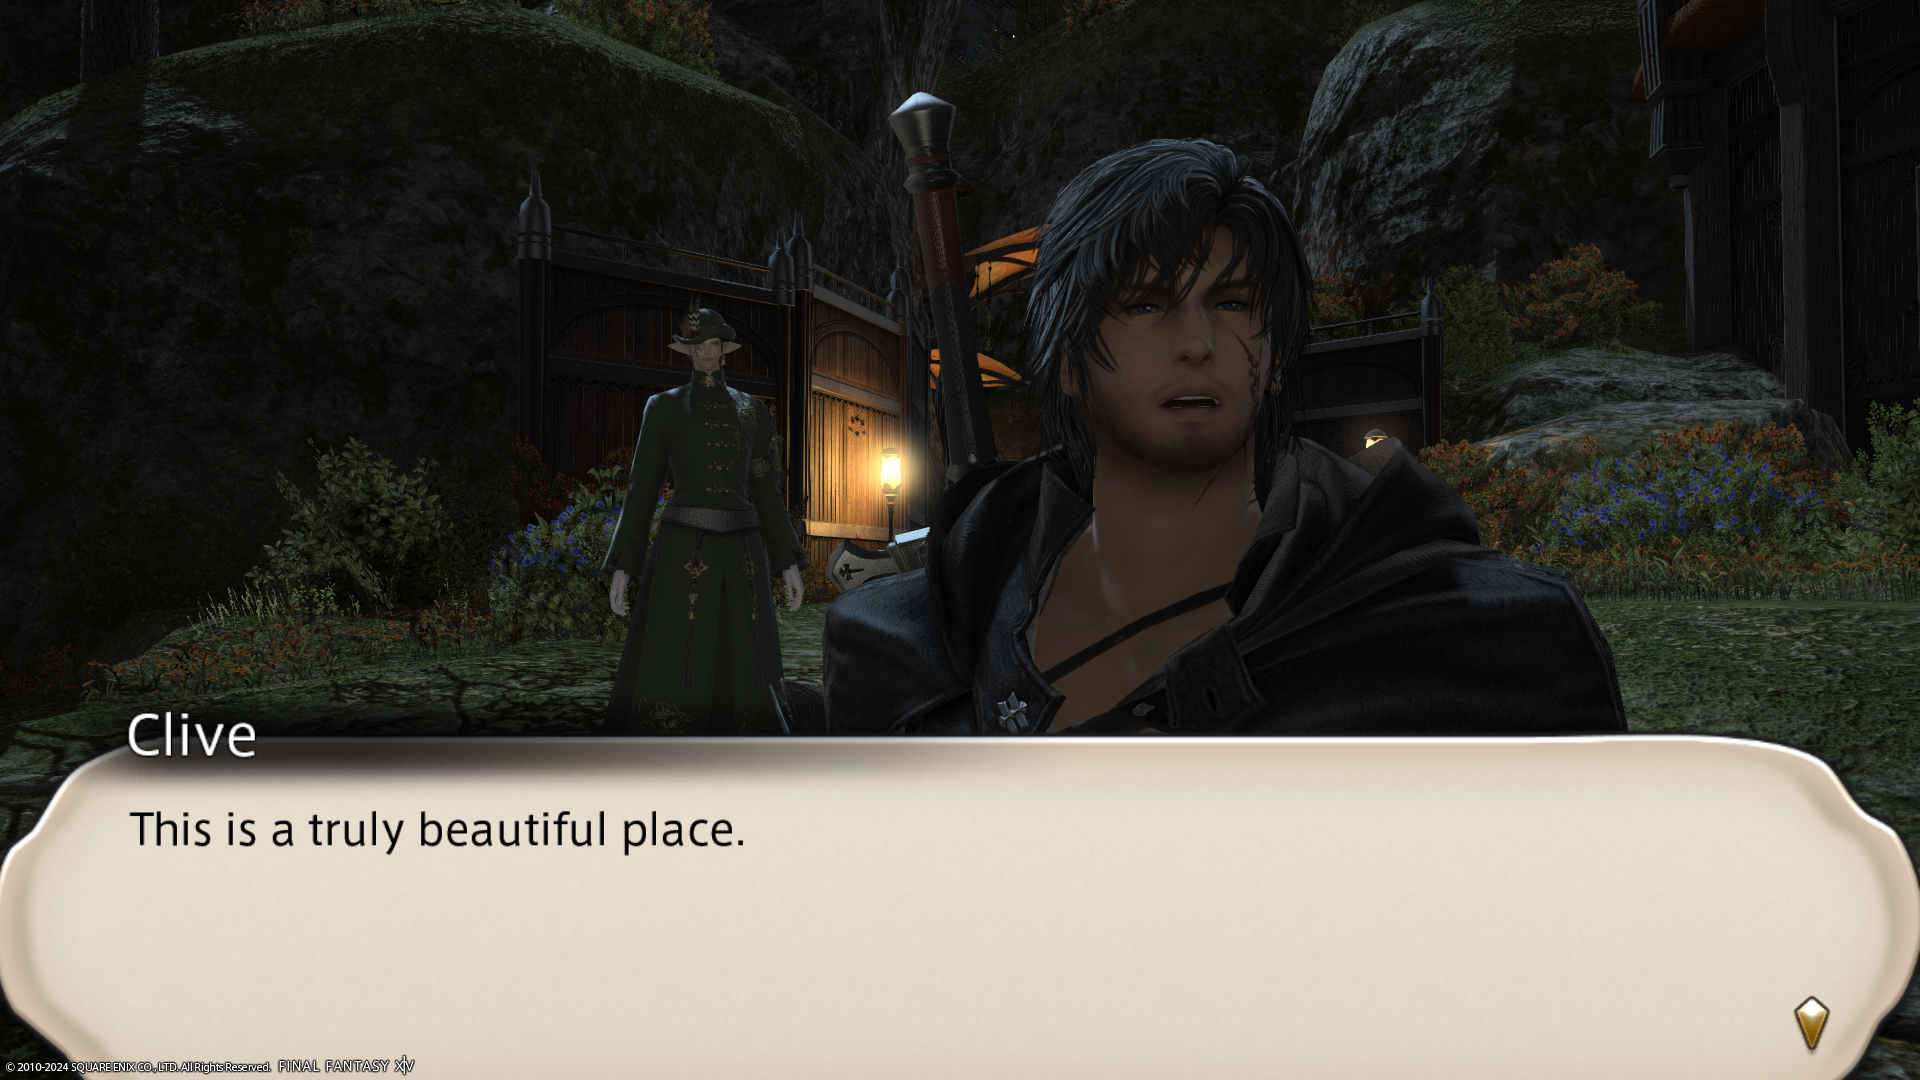 Clive
This is a truly beautiful place.
© 2010-2024 SQUARE ENIX CO., LTD. All Rights Reserved. FINAL FANTASY XIV